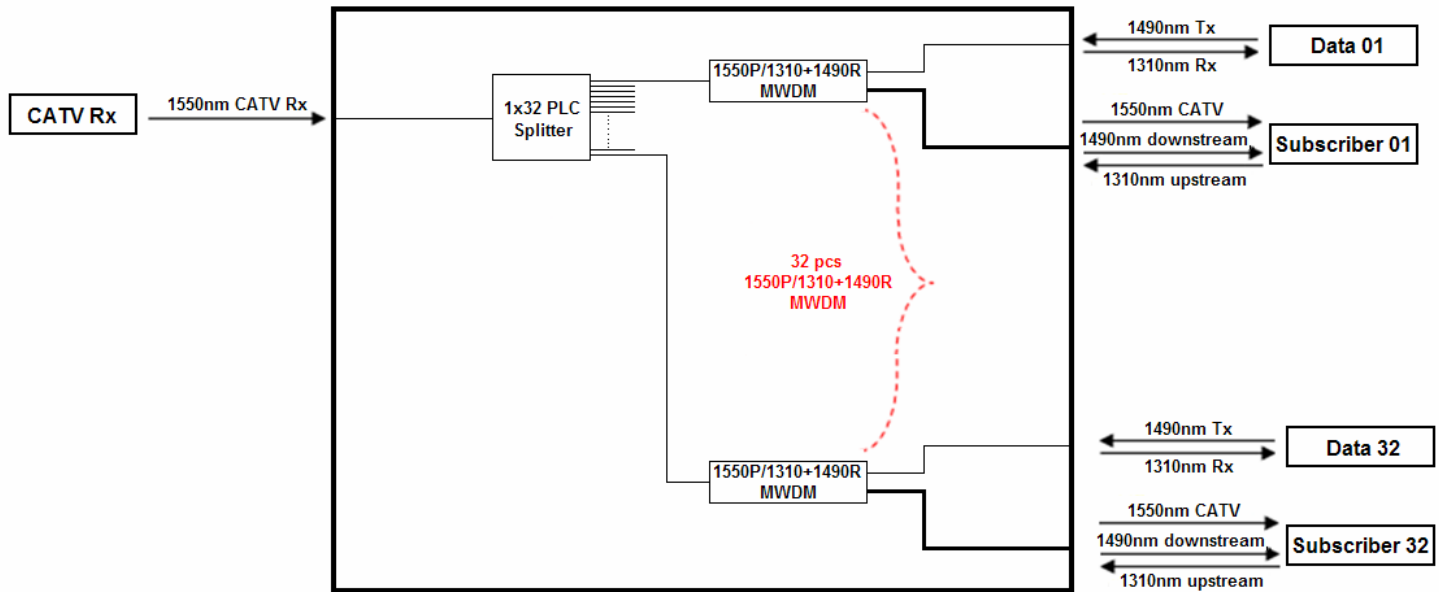 CATV Rx
1550nm CATV Rx
1x32 PLC
Splitter
1550P/1310+1490R
MWDM
1490nm Tx
1310nm Rx
Data 01
1550nm CATV
1490nm downstream
1310nm upstream
Subscriber 01
32 pcs
1550P/1310+1490R
MWDM
1550P/1310+1490R
MWDM
1490nm Tx
1310nm Rx
Data 32
1550nm CATV
1490nm downstream
1310nm upstream
Subscriber 32